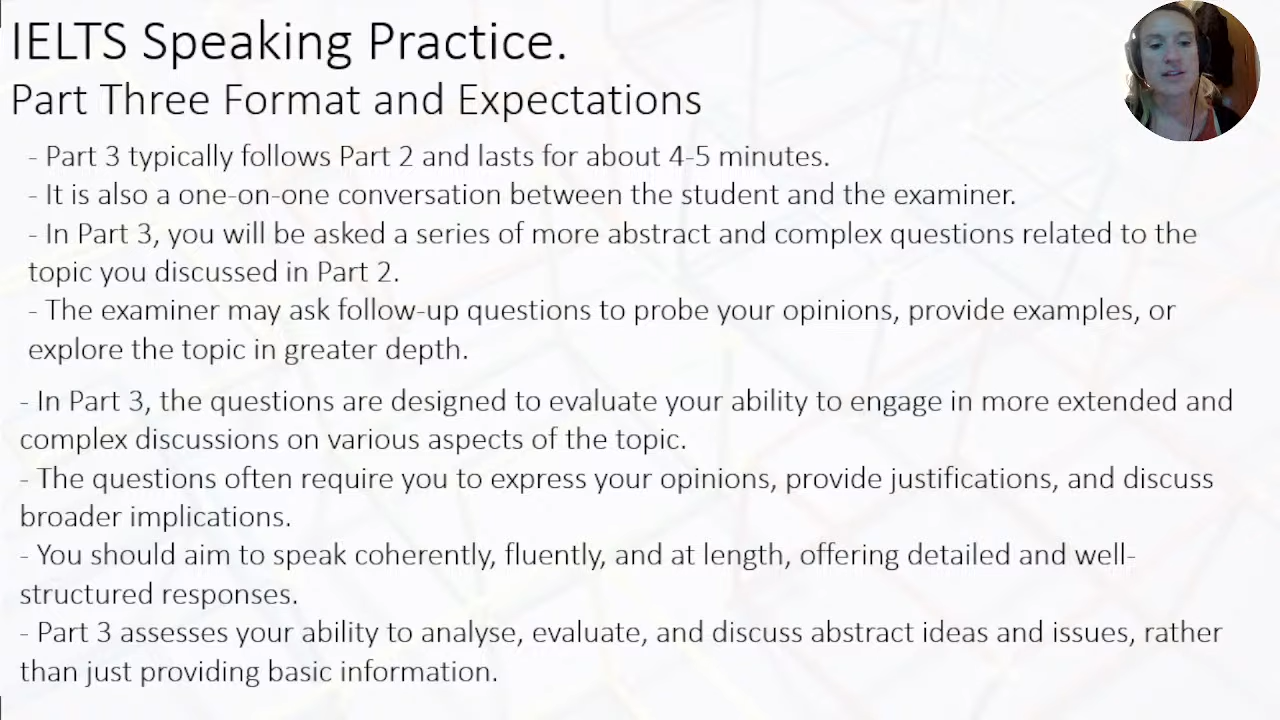 IELTS Speaking Practice.
Part Three Format and Expectations
- Part 3 typically follows Part 2 and lasts for about 4-5 minutes.
- It is also a one-on-one conversation between the student and the examiner.
- In Part 3, you will be asked a series of more abstract and complex questions related to the
topic you discussed in Part 2.
- The examiner may ask follow-up questions to probe your opinions, provide examples, or
explore the topic in greater depth.
- In Part 3, the questions are designed to evaluate your ability to engage in more extended and
complex discussions on various aspects of the topic.
- The questions often require you to express your opinions, provide justifications, and discuss
broader implications.
- You should aim to speak coherently, fluently, and at length, offering detailed and well-
structured responses.
- Part 3 assesses your ability to analyse, evaluate, and discuss abstract ideas and issues, rather
than just providing basic information.